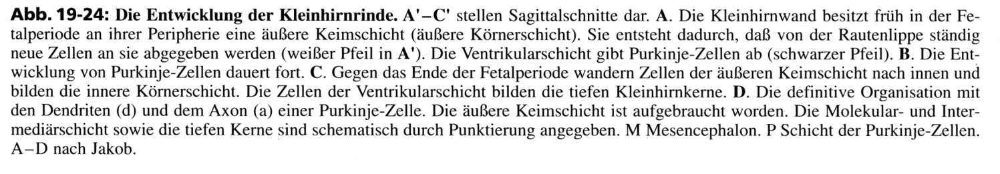 Abb. 19-24: Die Entwicklung der Kleinhirnrinde. A'–C' stellen Sagittalschnitte dar. A. Die Kleinhirnwand besitzt früh in der Fe-
talperiode an ihrer Peripherie eine äußere Keimschicht (äußere Körnerschicht). Sie entsteht dadurch, daß von der Rautenlippe ständig
neue Zellen an sie abgegeben werden (weißer Pfeil in A'). Die Ventrikularschicht gibt Purkinje-Zellen ab (schwarzer Pfeil). B. Die Ent-
wicklung von Purkinje-Zellen dauert fort. C. Gegen das Ende der Fetalperiode wandern Zellen der äußeren Keimschicht nach innen und
bilden die innere Körnerschicht. Die Zellen der Ventrikularschicht bilden die tiefen Kleinhirnkerne. D. Die definitive Organisation mit
den Dendriten (d) und dem Axon (a) einer Purkinje-Zelle. Die äußere Keimschicht ist aufgebraucht worden. Die Molekular- und Inter-
mediärschicht sowie die tiefen Kerne sind schematisch durch Punktierung angegeben. M Mesencephalon. P Schicht der Purkinje-Zellen.
A–D nach Jakob.